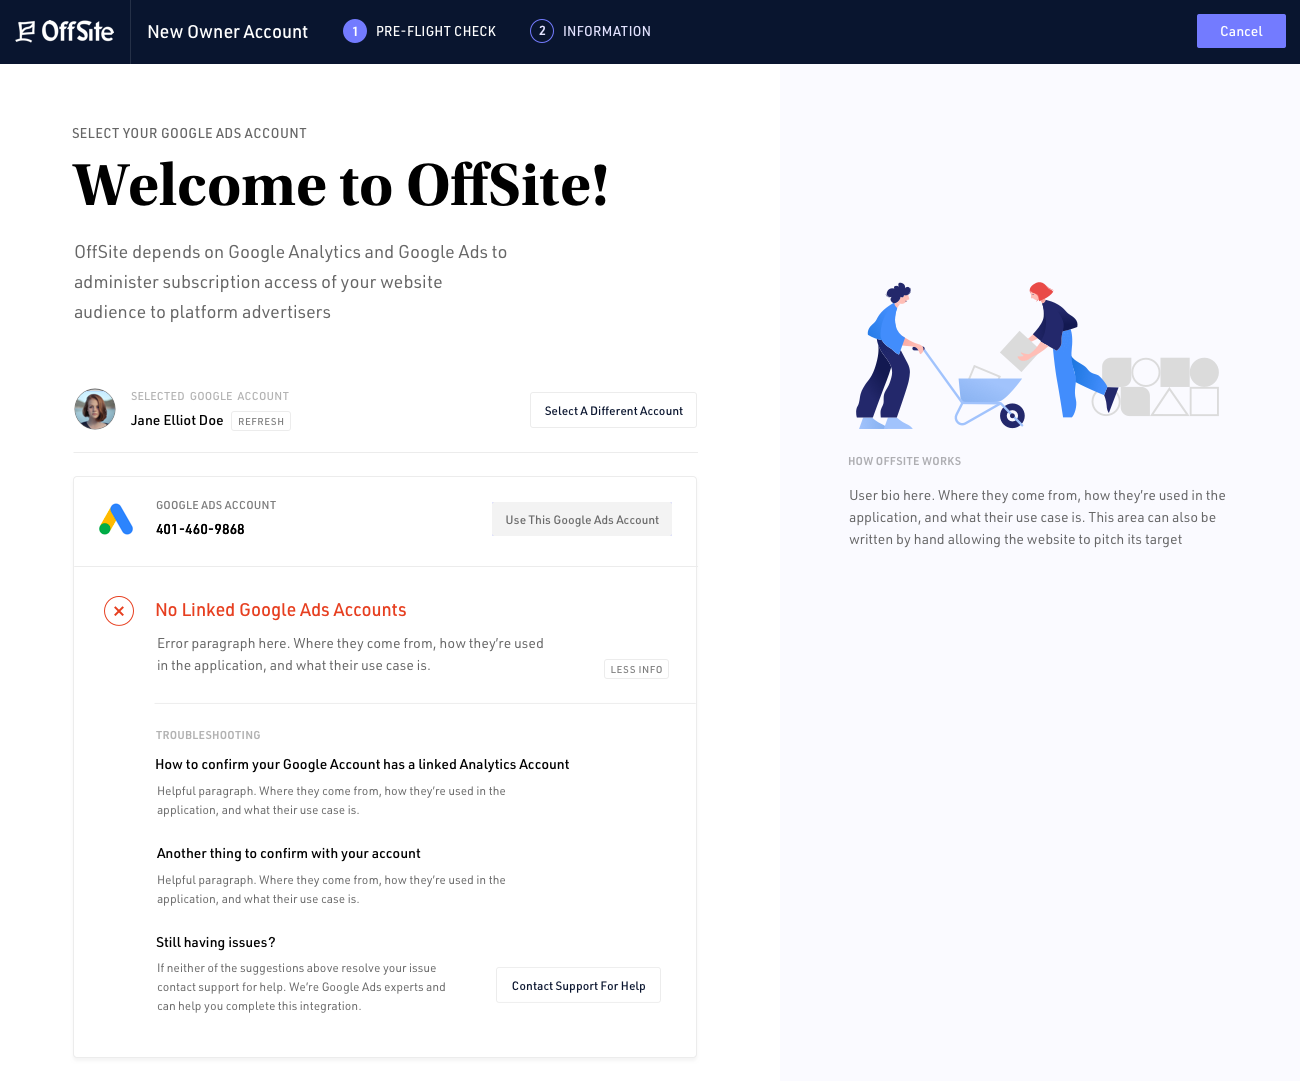 OffSite
New Owner Account
1 PRE-FLIGHT CHECK
2 INFORMATION
Cancel
SELECT YOUR GOOGLE ADS ACCOUNT
Welcome to OffSite!
OffSite depends on Google Analytics and Google Ads to
administer subscription access of your website
audience to platform advertisers
SELECTED GOOGLE ACCOUNT
Jane Elliot Doe REFRESH
Select A Different Account
GOOGLE ADS ACCOUNT
401-460-9868
Use This Google Ads Account
No Linked Google Ads Accounts
Error paragraph here. Where they come from, how they're used
in the application, and what their use case is.
LESS INFO
TROUBLESHOOTING
How to confirm your Google Account has a linked Analytics Account
Helpful paragraph. Where they come from, how they're used in the
application, and what their use case is.
Another thing to confirm with your account
Helpful paragraph. Where they come from, how they're used in the
application, and what their use case is.
Still having issues?
If neither of the suggestions above resolve your issue
contact support for help. We're Google Ads experts and
can help you complete this integration.
Contact Support For Help
HOW OFFSITE WORKS
User bio here. Where they come from, how they're used in the
application, and what their use case is. This area can also be
written by hand allowing the website to pitch its target